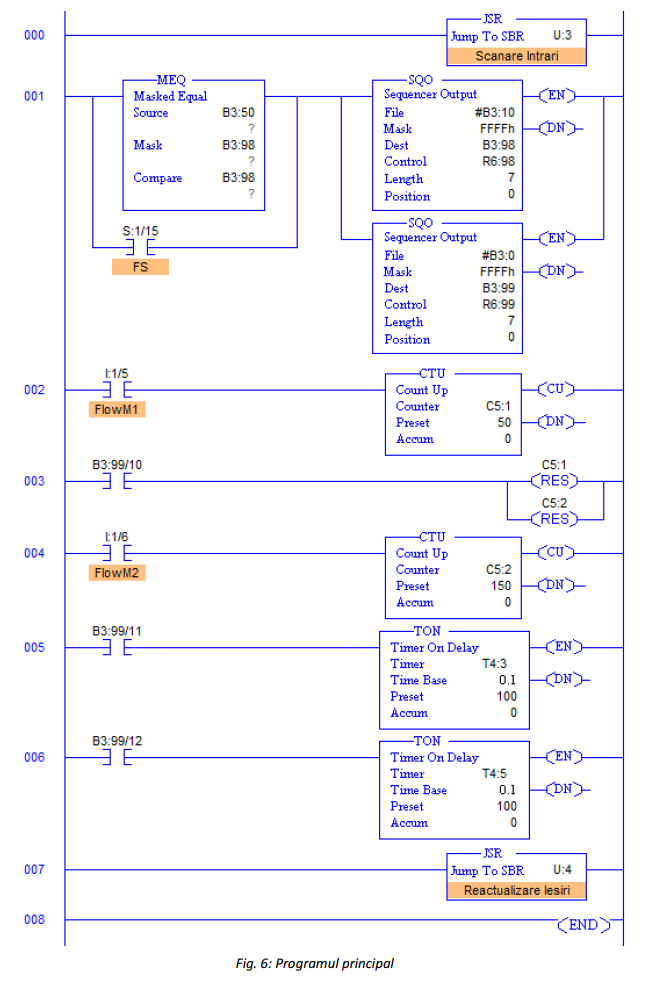 000
JSR
Jump To SBR U:3
Scanare Intrari
001
MEQ
Masked Equal
Source B3:50
?
Mask B3:98
?
Compare B3:98
?
S:1/15
FS
SQO
Sequencer Output
File #B3:10
Mask FFFFh
Dest B3:98
Control R6:98
Length 7
Position 0
EN
DN
SQO
Sequencer Output
File #B3:0
Mask FFFFh
Dest B3:99
Control R6:99
Length 7
Position 0
EN
DN
002
I:1/5
FlowM1
CTU
Count Up
Counter C5:1
Preset 50
Accum 0
CU
DN
003
B3:99/10
C5:1
RES
C5:2
RES
004
I:1/6
FlowM2
CTU
Count Up
Counter C5:2
Preset 150
Accum 0
CU
DN
005
B3:99/11
TON
Timer On Delay
Timer T4:3
Time Base 0.1
Preset 100
Accum 0
EN
DN
006
B3:99/12
TON
Timer On Delay
Timer T4:5
Time Base 0.1
Preset 100
Accum 0
EN
DN
007
JSR
Jump To SBR U:4
Reactualizare Iesiri
008
END
Fig. 6: Programul principal